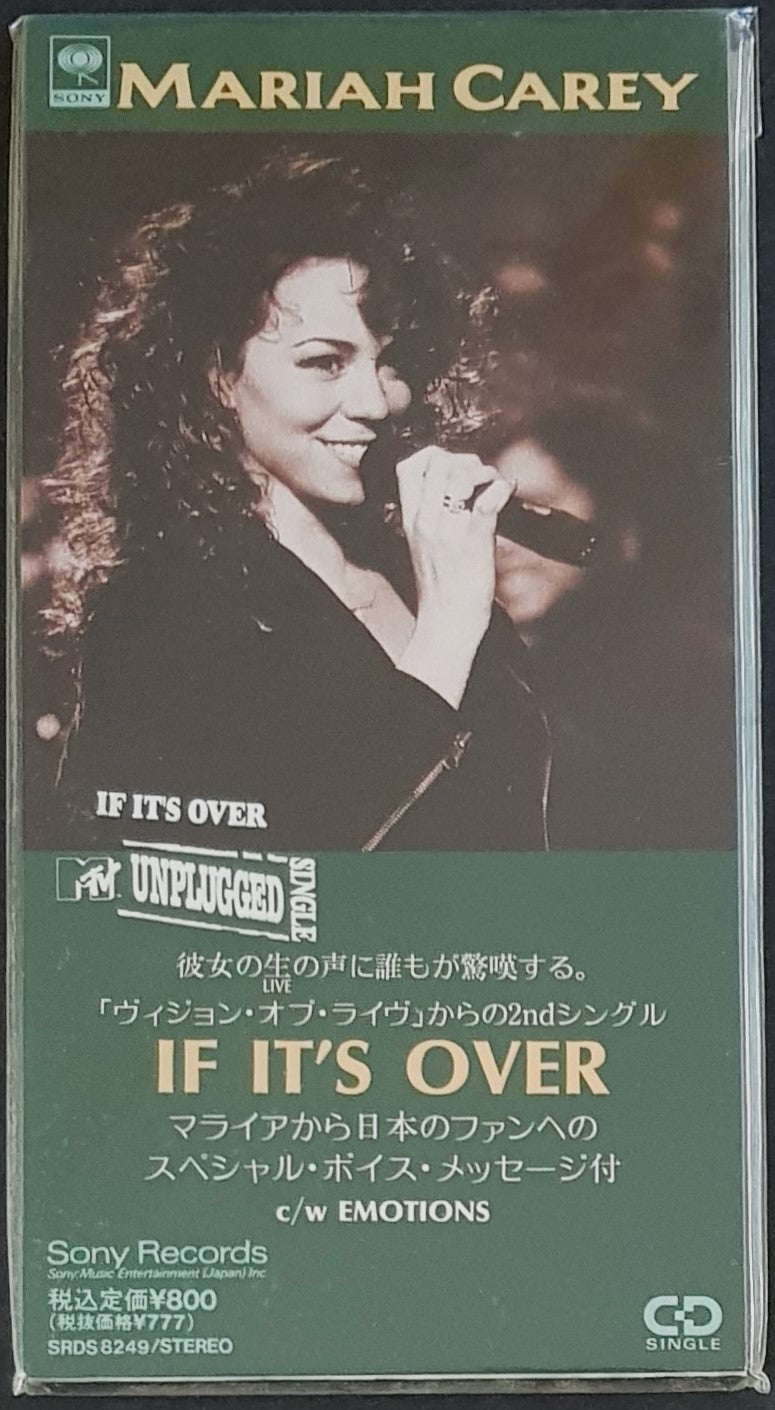 SONY
MARIAH CAREY
IF IT'S OVER
MTV UNPLUGGED SINGLE
彼女の生の声に誰もが驚嘆する。
LIVE
「ヴィジョン・オブ・ライヴ」からの2ndシングル
IF IT'S OVER
マライアから日本のファンへの
スペシャル・ボイス・メッセージ付
c/w EMOTIONS
Sony Records
Sony Music Entertainment (Japan) Inc
税込定価¥800
(税抜価格¥777)
SRDS 8249/STEREO
CD
SINGLE